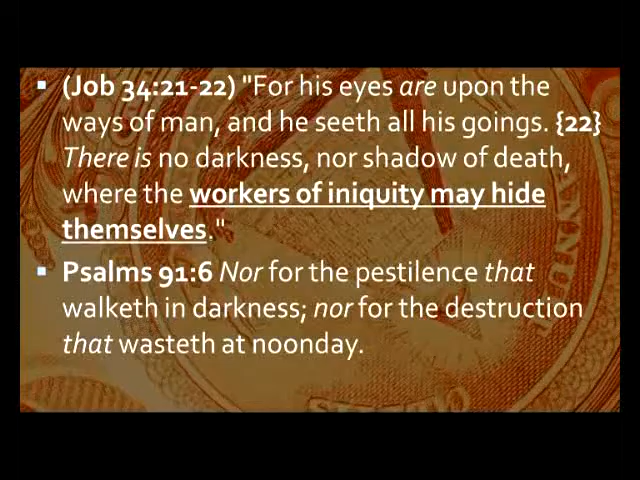 ▪ (Job 34:21-22) "For his eyes are upon the
ways of man, and he seeth all his goings. {22}
There is no darkness, nor shadow of death,
where the workers of iniquity may hide
themselves."
▪ Psalms 91:6 Nor for the pestilence that
walketh in darkness; nor for the destruction
that wasteth at noonday.
ANNUIT